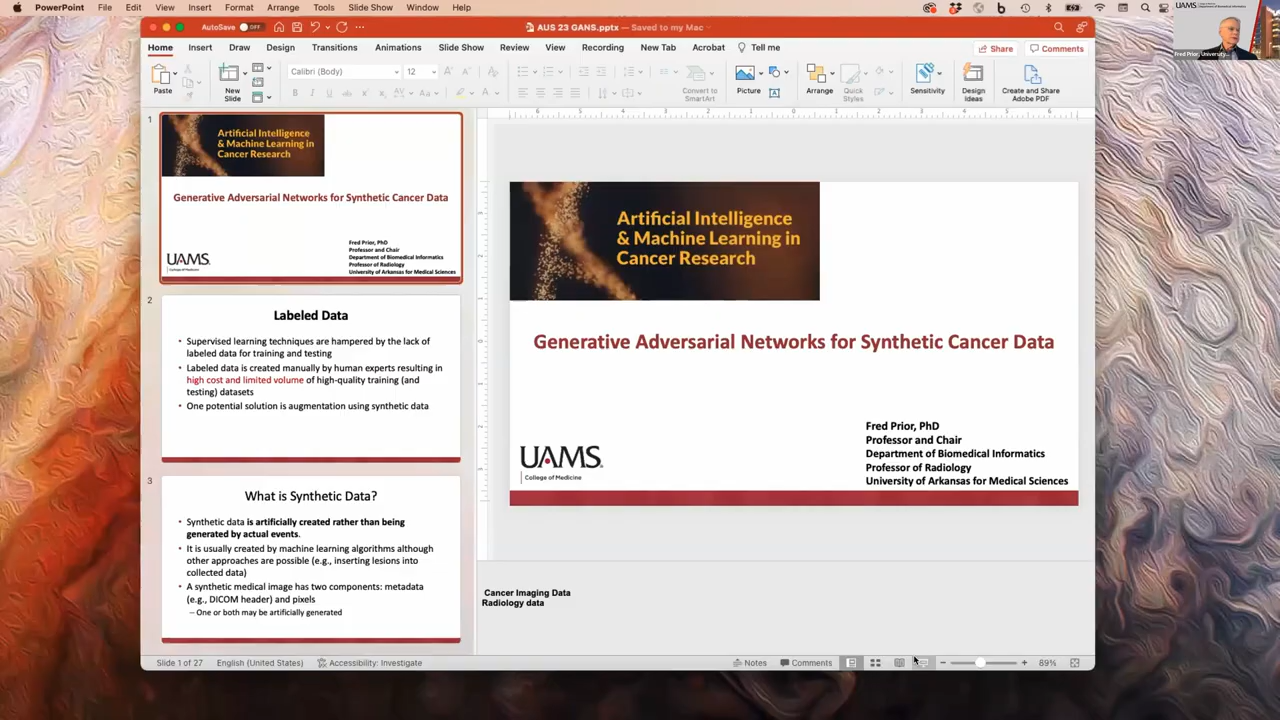 PowerPoint File Edit View Insert Format Arrange Tools Slide Show Window Help
AutoSave OFF
AUS 23 GANS.pptx — Saved to my Mac
Home Insert Draw Design Transitions Animations Slide Show Review View Recording New Tab Acrobat Tell me
Share Comments
Paste
New
Slide
Calibri (Body) 12
Convert to
SmartArt
Picture
Arrange
Quick
Styles
Sensitivity
Design
Ideas
Create and Share
Adobe PDF
1
Artificial Intelligence
& Machine Learning in
Cancer Research
Generative Adversarial Networks for Synthetic Cancer Data
Fred Prior, PhD
Professor and Chair
Department of Biomedical Informatics
Professor of Radiology
University of Arkansas for Medical Sciences
UAMS
College of Medicine
2
Labeled Data
• Supervised learning techniques are hampered by the lack of
labeled data for training and testing
• Labeled data is created manually by human experts resulting in
high cost and limited volume of high-quality training (and
testing) datasets
• One potential solution is augmentation using synthetic data
3
What is Synthetic Data?
• Synthetic data is artificially created rather than being
generated by actual events.
• It is usually created by machine learning algorithms although
other approaches are possible (e.g., inserting lesions into
collected data)
• A synthetic medical image has two components: metadata
(e.g., DICOM header) and pixels
– One or both may be artificially generated
Artificial Intelligence
& Machine Learning in
Cancer Research
Generative Adversarial Networks for Synthetic Cancer Data
Fred Prior, PhD
Professor and Chair
Department of Biomedical Informatics
Professor of Radiology
University of Arkansas for Medical Sciences
UAMS
College of Medicine
Cancer Imaging Data
Radiology data
Slide 1 of 27 English (United States) Accessibility: Investigate
Notes Comments 89%
UAMS
Fred Prior, University...